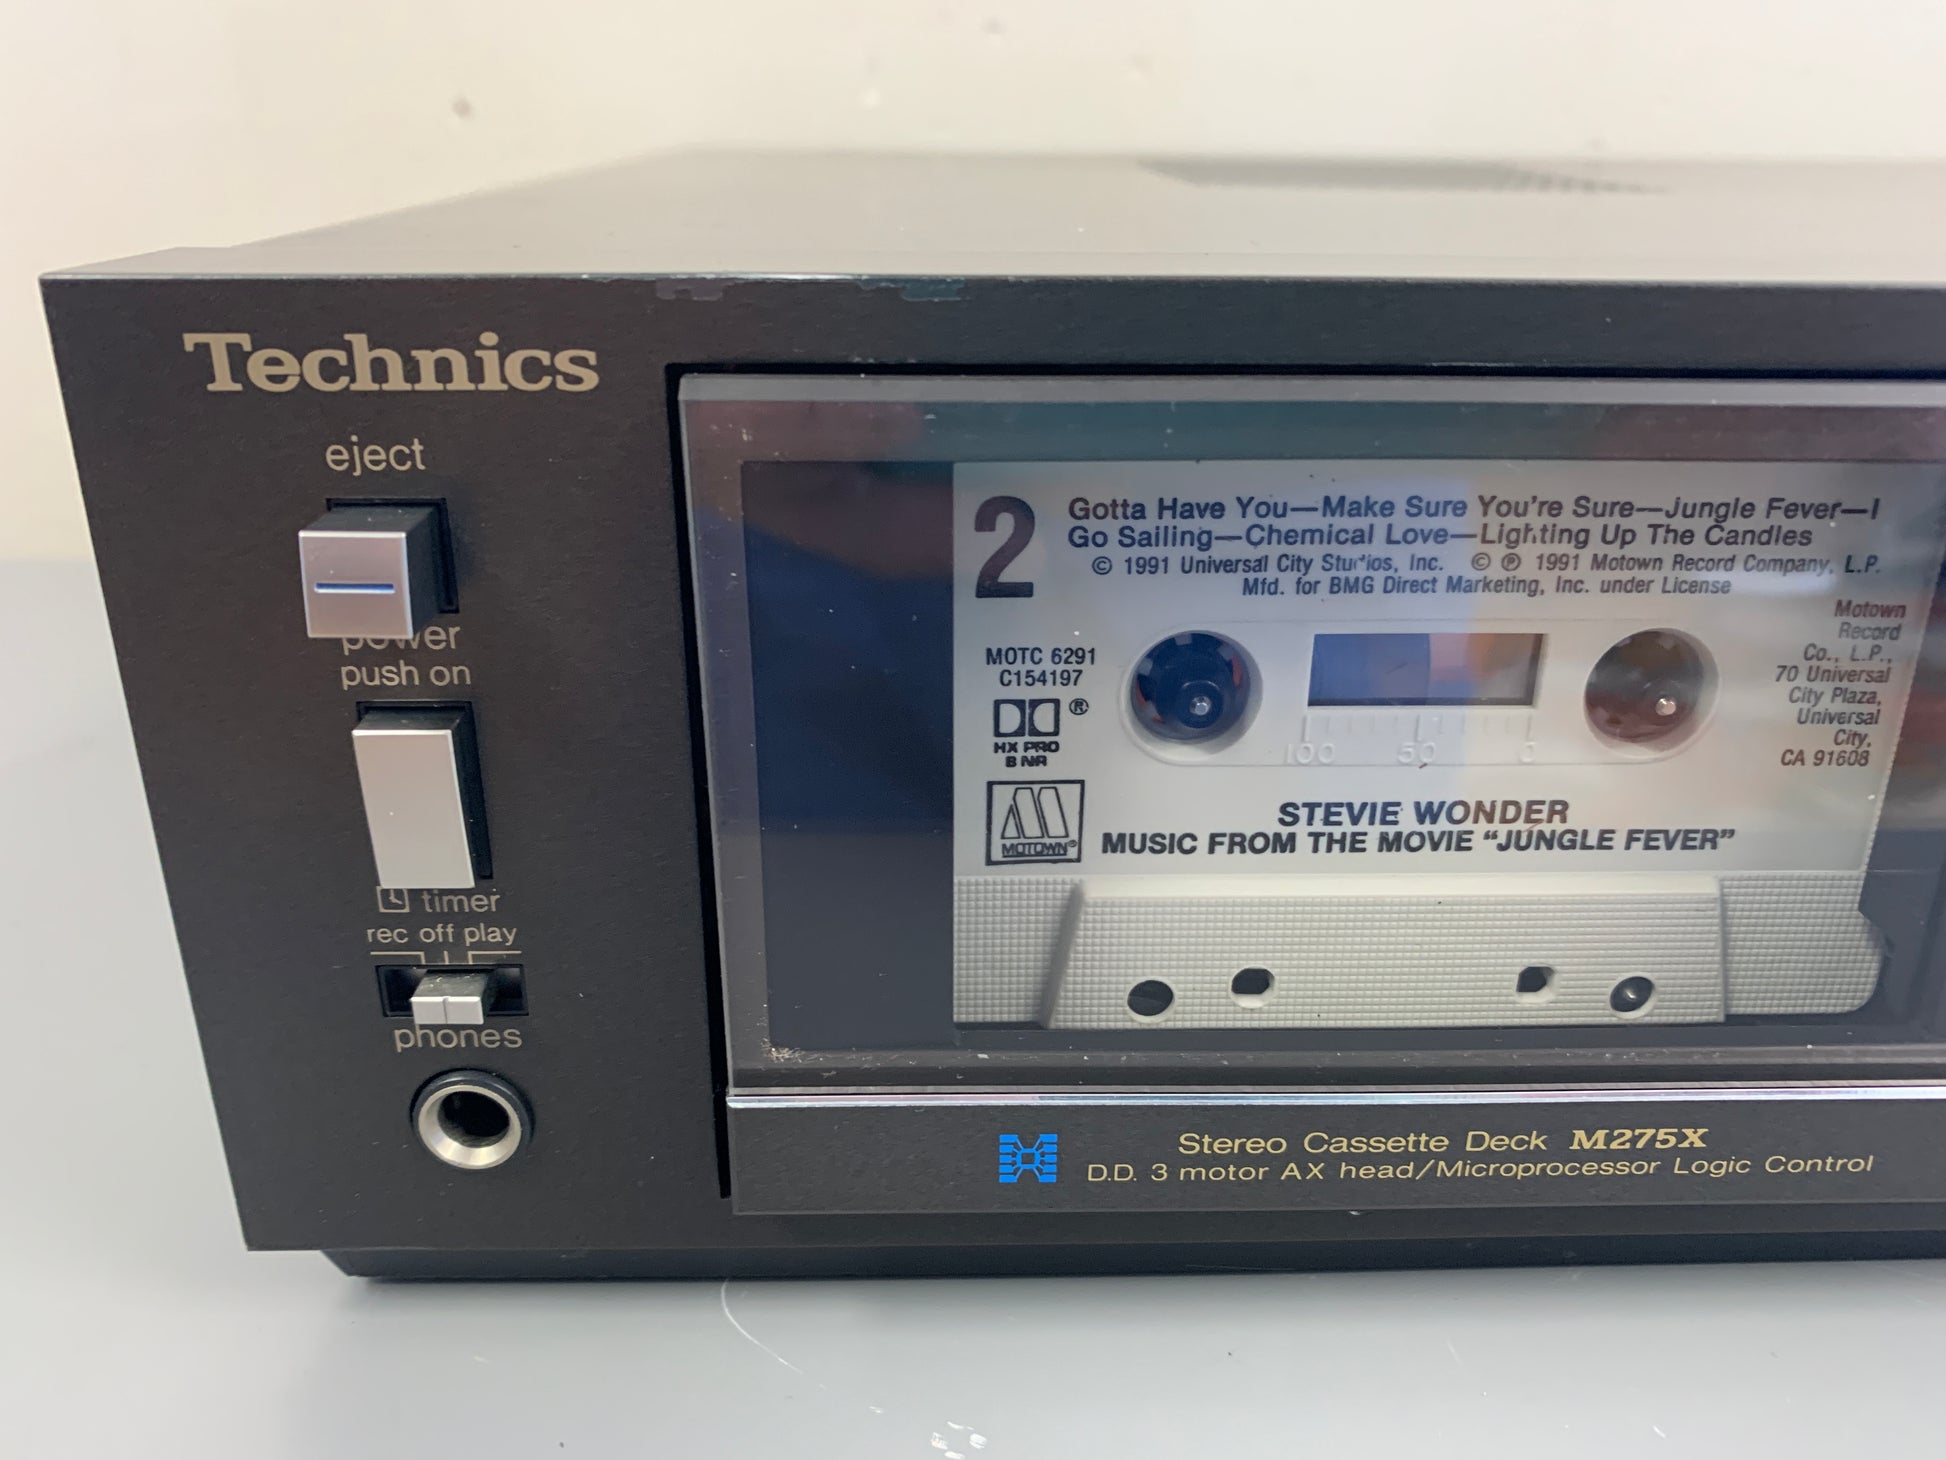 Technics
eject
power
push on
timer
rec off play
phones
2
Gotta Have You—Make Sure You're Sure—Jungle Fever—I
Go Sailing—Chemical Love—Lighting Up The Candles
© 1991 Universal City Studios, Inc. © ℗ 1991 Motown Record Company, L.P.
Mfd. for BMG Direct Marketing, Inc. under License
Motown
Record
Co., L.P.,
70 Universal
City Plaza,
Universal
City,
CA 91608
MOTC 6291
C154197
®
HX PRO
B NR
100 50 0
MOTOWN®
STEVIE WONDER
MUSIC FROM THE MOVIE “JUNGLE FEVER”
Stereo Cassette Deck M275X
D.D. 3 motor AX head/Microprocessor Logic Control